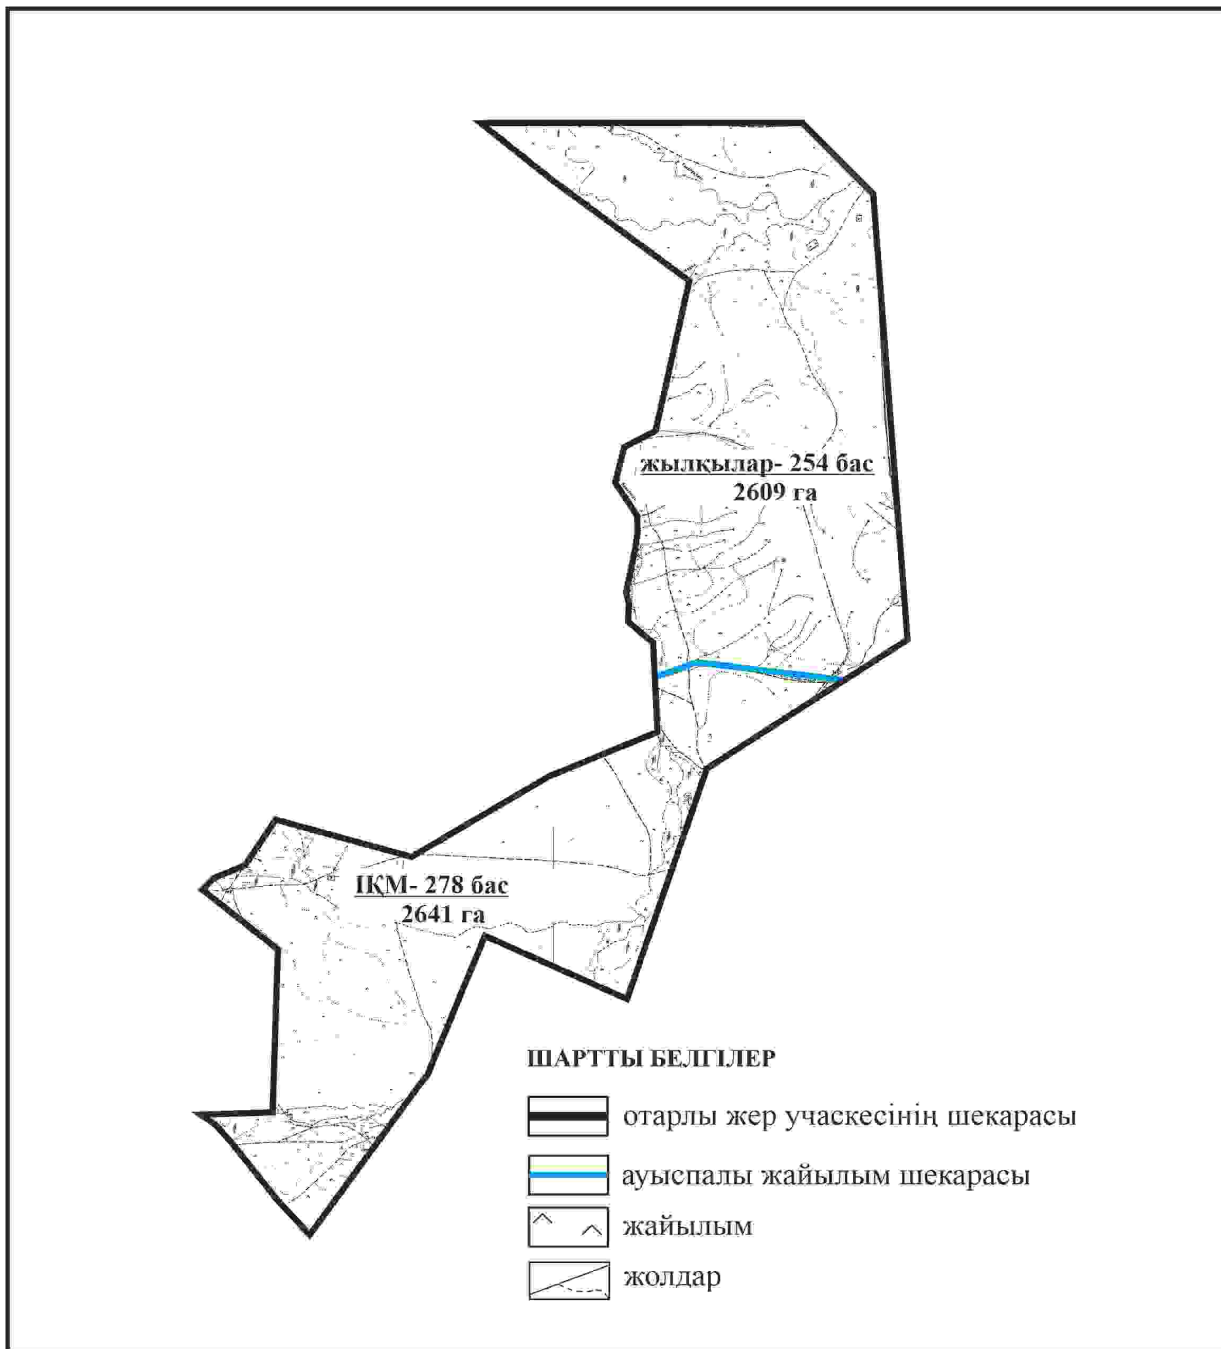 жылқылар- 254 бас
2609 га
ІҚМ- 278 бас
2641 га
ШАРТТЫ БЕЛГІЛЕР
отарлы жер учаскесінің шекарасы
ауыспалы жайылым шекарасы
жайылым
жолдар